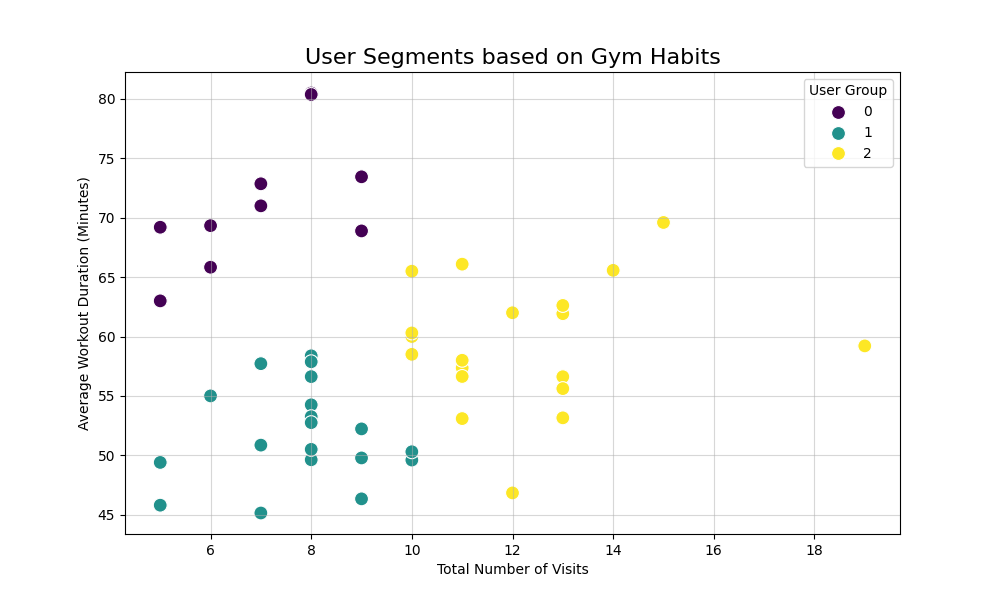 User Segments based on Gym Habits
User Group
0
1
2
80
75
70
65
60
55
50
45
Average Workout Duration (Minutes)
6 8 10 12 14 16 18
Total Number of Visits